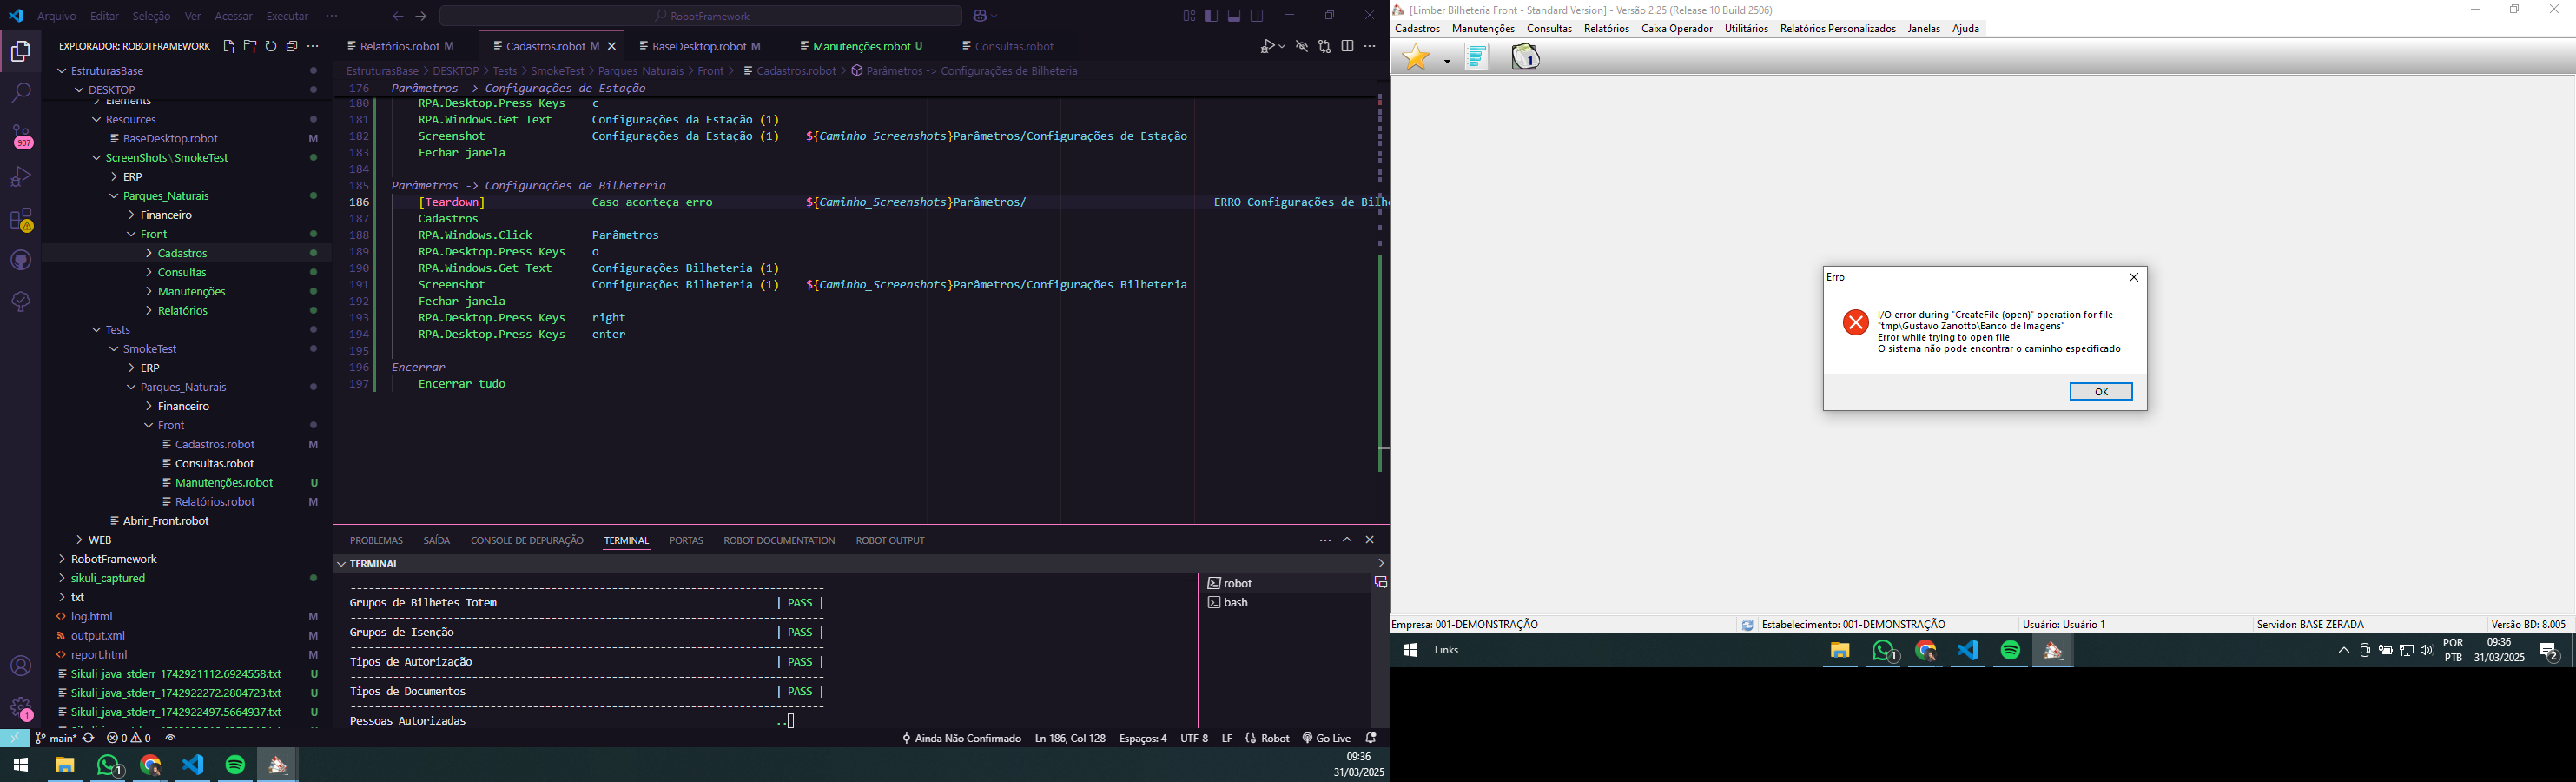 Arquivo Editar Seleção Ver Acessar Executar ···
RobotFramework
EXPLORADOR: ROBOTFRAMEWORK
EstruturasBase
DESKTOP
Elements
Resources
BaseDesktop.robot M
ScreenShots\SmokeTest
ERP
Parques_Naturais
Financeiro
Front
Cadastros
Consultas
Manutenções
Relatórios
Tests
SmokeTest
ERP
Parques_Naturais
Financeiro
Front
Cadastros.robot M
Consultas.robot
Manutenções.robot U
Relatórios.robot M
Abrir_Front.robot
WEB
RobotFramework
sikuli_captured
txt
log.html M
output.xml M
report.html M
Sikuli_java_stderr_1742921112.6924558.txt U
Sikuli_java_stderr_1742922272.2804723.txt U
Sikuli_java_stderr_1742922497.5664937.txt U
907
1
Relatórios.robot M Cadastros.robot M BaseDesktop.robot M Manutenções.robot U Consultas.robot
EstruturasBase > DESKTOP > Tests > SmokeTest > Parques_Naturais > Front > Cadastros.robot > Parâmetros -> Configurações de Bilheteria
176 Parâmetros -> Configurações de Estação
180 RPA.Desktop.Press Keys c
181 RPA.Windows.Get Text Configurações da Estação (1)
182 Screenshot Configurações da Estação (1) ${Caminho_Screenshots}Parâmetros/Configurações de Estação
183 Fechar janela
184
185 Parâmetros -> Configurações de Bilheteria
186 [Teardown] Caso aconteça erro ${Caminho_Screenshots}Parâmetros/ ERRO Configurações de Bilh
187 Cadastros
188 RPA.Windows.Click Parâmetros
189 RPA.Desktop.Press Keys o
190 RPA.Windows.Get Text Configurações Bilheteria (1)
191 Screenshot Configurações Bilheteria (1) ${Caminho_Screenshots}Parâmetros/Configurações Bilheteria
192 Fechar janela
193 RPA.Desktop.Press Keys right
194 RPA.Desktop.Press Keys enter
195
196 Encerrar
197 Encerrar tudo
PROBLEMAS SAÍDA CONSOLE DE DEPURAÇÃO TERMINAL PORTAS ROBOT DOCUMENTATION ROBOT OUTPUT
TERMINAL
------------------------------------------------------------------------------
Grupos de Bilhetes Totem | PASS |
------------------------------------------------------------------------------
Grupos de Isenção | PASS |
------------------------------------------------------------------------------
Tipos de Autorização | PASS |
------------------------------------------------------------------------------
Tipos de Documentos | PASS |
------------------------------------------------------------------------------
Pessoas Autorizadas ..
robot
bash
main* 0 0 Ainda Não Confirmado Ln 186, Col 128 Espaços: 4 UTF-8 LF Robot Go Live
1
09:36
31/03/2025
[Limber Bilheteria Front - Standard Version] - Versão 2.25 (Release 10 Build 2506)
Cadastros Manutenções Consultas Relatórios Caixa Operador Utilitários Relatórios Personalizados Janelas Ajuda
1
Erro
I/O error during "CreateFile (open)" operation for file
"tmp\Gustavo Zanotto\Banco de Imagens"
Error while trying to open file
O sistema não pode encontrar o caminho especificado
OK
Empresa: 001-DEMONSTRAÇÃO Estabelecimento: 001-DEMONSTRAÇÃO Usuário: Usuário 1 Servidor: BASE ZERADA Versão BD: 8.005
Links
1
POR
PTB
09:36
31/03/2025
2